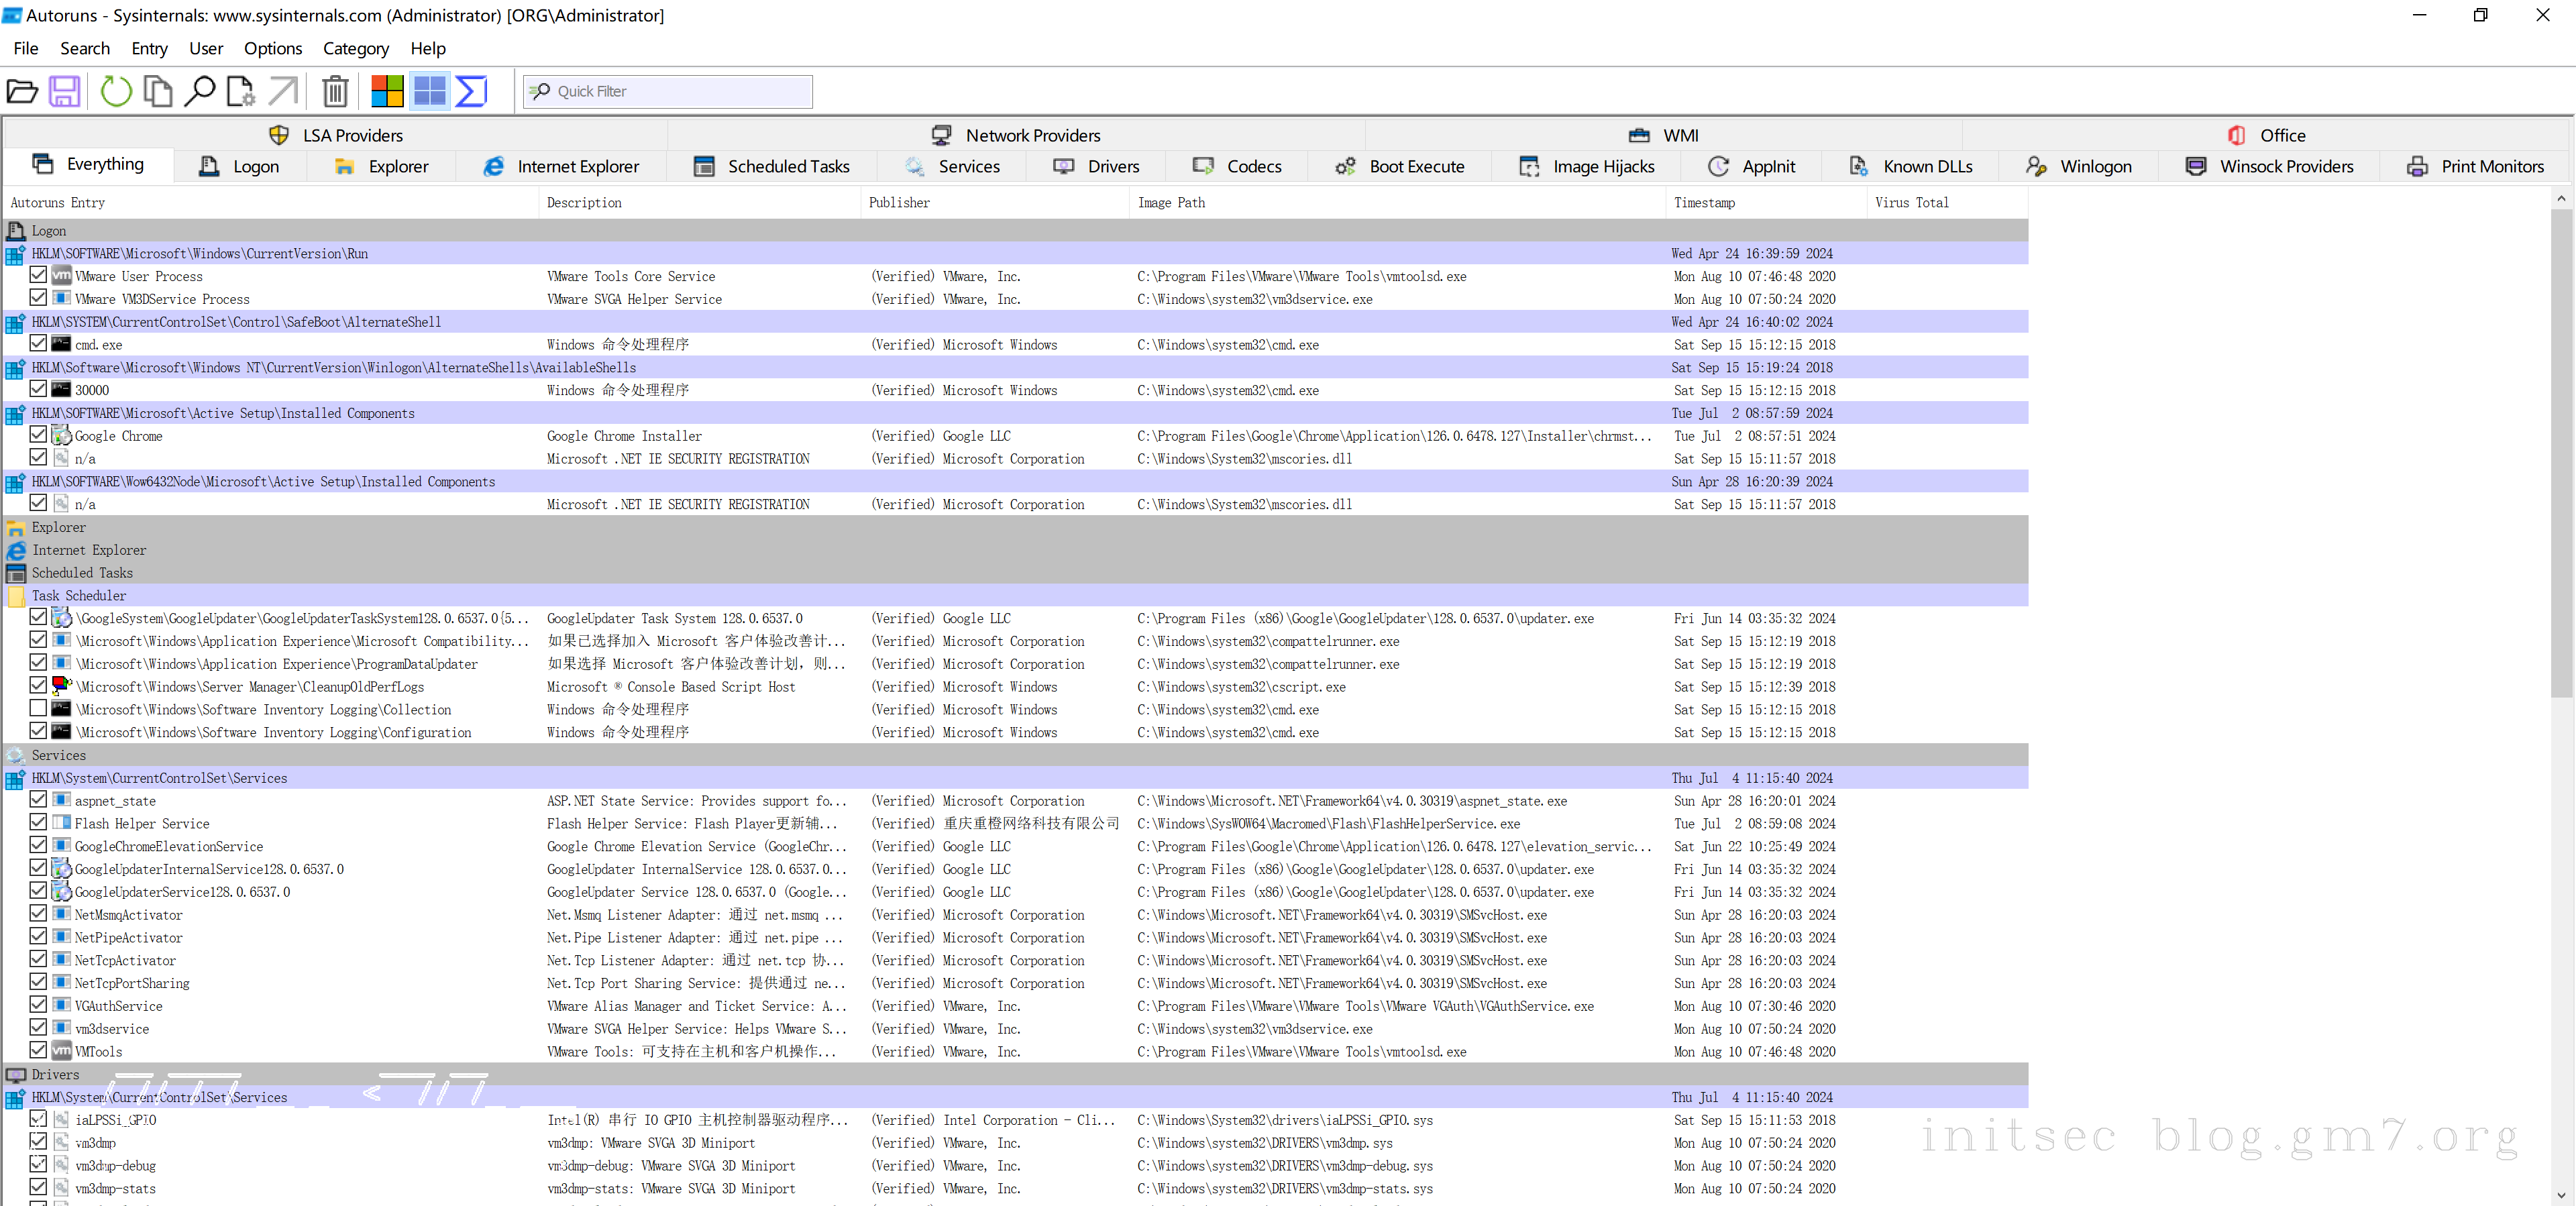 Autoruns - Sysinternals: www.sysinternals.com (Administrator) [ORG\Administrator]
File Search Entry User Options Category Help
Quick Filter
LSA Providers Network Providers WMI Office
Everything Logon Explorer Internet Explorer Scheduled Tasks Services Drivers Codecs Boot Execute Image Hijacks AppInit Known DLLs Winlogon Winsock Providers Print Monitors
Autoruns Entry Description Publisher Image Path Timestamp Virus Total
Logon
HKLM\SOFTWARE\Microsoft\Windows\CurrentVersion\Run Wed Apr 24 16:39:59 2024
VMware User Process VMware Tools Core Service (Verified) VMware, Inc. C:\Program Files\VMware\VMware Tools\vmtoolsd.exe Mon Aug 10 07:46:48 2020
VMware VM3DService Process VMware SVGA Helper Service (Verified) VMware, Inc. C:\Windows\system32\vm3dservice.exe Mon Aug 10 07:50:24 2020
HKLM\SYSTEM\CurrentControlSet\Control\SafeBoot\AlternateShell Wed Apr 24 16:40:02 2024
cmd.exe Windows 命令处理程序 (Verified) Microsoft Windows C:\Windows\system32\cmd.exe Sat Sep 15 15:12:15 2018
HKLM\Software\Microsoft\Windows NT\CurrentVersion\Winlogon\AlternateShells\AvailableShells Sat Sep 15 15:19:24 2018
30000 Windows 命令处理程序 (Verified) Microsoft Windows C:\Windows\system32\cmd.exe Sat Sep 15 15:12:15 2018
HKLM\SOFTWARE\Microsoft\Active Setup\Installed Components Tue Jul 2 08:57:59 2024
Google Chrome Google Chrome Installer (Verified) Google LLC C:\Program Files\Google\Chrome\Application\126.0.6478.127\Installer\chrmst... Tue Jul 2 08:57:51 2024
n/a Microsoft .NET IE SECURITY REGISTRATION (Verified) Microsoft Corporation C:\Windows\System32\mscories.dll Sat Sep 15 15:11:57 2018
HKLM\SOFTWARE\Wow6432Node\Microsoft\Active Setup\Installed Components Sun Apr 28 16:20:39 2024
n/a Microsoft .NET IE SECURITY REGISTRATION (Verified) Microsoft Corporation C:\Windows\System32\mscories.dll Sat Sep 15 15:11:57 2018
Explorer
Internet Explorer
Scheduled Tasks
Task Scheduler
\GoogleSystem\GoogleUpdater\GoogleUpdaterTaskSystem128.0.6537.0{5... GoogleUpdater Task System 128.0.6537.0 (Verified) Google LLC C:\Program Files (x86)\Google\GoogleUpdater\128.0.6537.0\updater.exe Fri Jun 14 03:35:32 2024
\Microsoft\Windows\Application Experience\Microsoft Compatibility... 如果已选择加入 Microsoft 客户体验改善计... (Verified) Microsoft Corporation C:\Windows\system32\compattelrunner.exe Sat Sep 15 15:12:19 2018
\Microsoft\Windows\Application Experience\ProgramDataUpdater 如果选择 Microsoft 客户体验改善计划，则... (Verified) Microsoft Corporation C:\Windows\system32\compattelrunner.exe Sat Sep 15 15:12:19 2018
\Microsoft\Windows\Server Manager\CleanupOldPerfLogs Microsoft ® Console Based Script Host (Verified) Microsoft Windows C:\Windows\system32\cscript.exe Sat Sep 15 15:12:39 2018
\Microsoft\Windows\Software Inventory Logging\Collection Windows 命令处理程序 (Verified) Microsoft Windows C:\Windows\system32\cmd.exe Sat Sep 15 15:12:15 2018
\Microsoft\Windows\Software Inventory Logging\Configuration Windows 命令处理程序 (Verified) Microsoft Windows C:\Windows\system32\cmd.exe Sat Sep 15 15:12:15 2018
Services
HKLM\System\CurrentControlSet\Services Thu Jul 4 11:15:40 2024
aspnet_state ASP.NET State Service: Provides support fo... (Verified) Microsoft Corporation C:\Windows\Microsoft.NET\Framework64\v4.0.30319\aspnet_state.exe Sun Apr 28 16:20:01 2024
Flash Helper Service Flash Helper Service: Flash Player更新辅... (Verified) 重庆重橙网络科技有限公司 C:\Windows\SysWOW64\Macromed\Flash\FlashHelperService.exe Tue Jul 2 08:59:08 2024
GoogleChromeElevationService Google Chrome Elevation Service (GoogleChr... (Verified) Google LLC C:\Program Files\Google\Chrome\Application\126.0.6478.127\elevation_servic... Sat Jun 22 10:25:49 2024
GoogleUpdaterInternalService128.0.6537.0 GoogleUpdater InternalService 128.0.6537.0... (Verified) Google LLC C:\Program Files (x86)\Google\GoogleUpdater\128.0.6537.0\updater.exe Fri Jun 14 03:35:32 2024
GoogleUpdaterService128.0.6537.0 GoogleUpdater Service 128.0.6537.0 (Google... (Verified) Google LLC C:\Program Files (x86)\Google\GoogleUpdater\128.0.6537.0\updater.exe Fri Jun 14 03:35:32 2024
NetMsmqActivator Net.Msmq Listener Adapter: 通过 net.msmq ... (Verified) Microsoft Corporation C:\Windows\Microsoft.NET\Framework64\v4.0.30319\SMSvcHost.exe Sun Apr 28 16:20:03 2024
NetPipeActivator Net.Pipe Listener Adapter: 通过 net.pipe ... (Verified) Microsoft Corporation C:\Windows\Microsoft.NET\Framework64\v4.0.30319\SMSvcHost.exe Sun Apr 28 16:20:03 2024
NetTcpActivator Net.Tcp Listener Adapter: 通过 net.tcp 协... (Verified) Microsoft Corporation C:\Windows\Microsoft.NET\Framework64\v4.0.30319\SMSvcHost.exe Sun Apr 28 16:20:03 2024
NetTcpPortSharing Net.Tcp Port Sharing Service: 提供通过 ne... (Verified) Microsoft Corporation C:\Windows\Microsoft.NET\Framework64\v4.0.30319\SMSvcHost.exe Sun Apr 28 16:20:03 2024
VGAuthService VMware Alias Manager and Ticket Service: A... (Verified) VMware, Inc. C:\Program Files\VMware\VMware Tools\VMware VGAuth\VGAuthService.exe Mon Aug 10 07:30:46 2020
vm3dservice VMware SVGA Helper Service: Helps VMware S... (Verified) VMware, Inc. C:\Windows\system32\vm3dservice.exe Mon Aug 10 07:50:24 2020
VMTools VMware Tools: 可支持在主机和客户机操作... (Verified) VMware, Inc. C:\Program Files\VMware\VMware Tools\vmtoolsd.exe Mon Aug 10 07:46:48 2020
Drivers
HKLM\System\CurrentControlSet\Services Thu Jul 4 11:15:40 2024
iaLPSSi_GPIO Intel(R) 串行 IO GPIO 主机控制器驱动程序... (Verified) Intel Corporation - Cli... C:\Windows\System32\drivers\iaLPSSi_GPIO.sys Sat Sep 15 15:11:53 2018
vm3dmp vm3dmp: VMware SVGA 3D Miniport (Verified) VMware, Inc. C:\Windows\system32\DRIVERS\vm3dmp.sys Mon Aug 10 07:50:24 2020
vm3dmp-debug vm3dmp-debug: VMware SVGA 3D Miniport (Verified) VMware, Inc. C:\Windows\system32\DRIVERS\vm3dmp-debug.sys Mon Aug 10 07:50:24 2020
vm3dmp-stats vm3dmp-stats: VMware SVGA 3D Miniport (Verified) VMware, Inc. C:\Windows\system32\DRIVERS\vm3dmp-stats.sys Mon Aug 10 07:50:24 2020
initsec blog.gm7.org